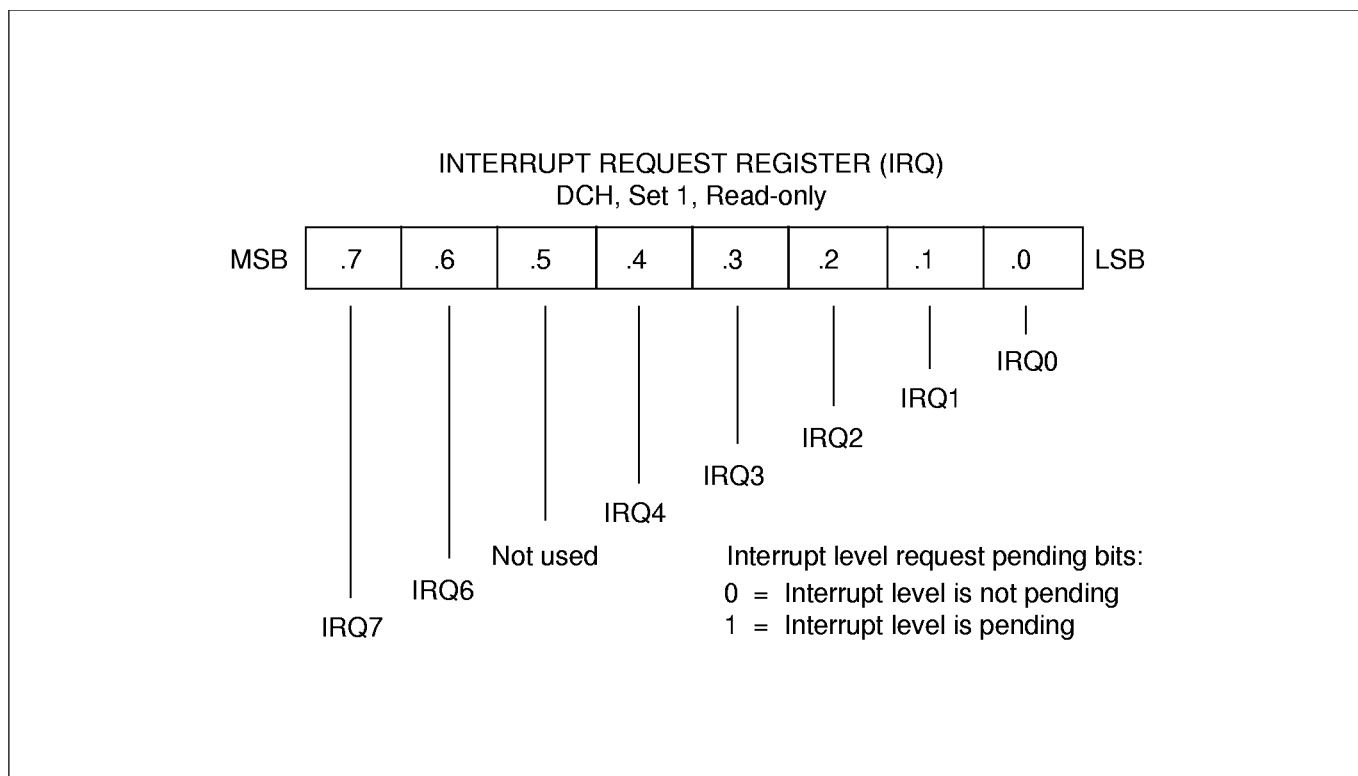 INTERRUPT REQUEST REGISTER (IRQ)
DCH, Set 1, Read-only
MSB .7 .6 .5 .4 .3 .2 .1 .0 LSB
IRQ0
IRQ1
IRQ2
IRQ3
IRQ4
Not used
IRQ6
IRQ7
Interrupt level request pending bits:
0 = Interrupt level is not pending
1 = Interrupt level is pending